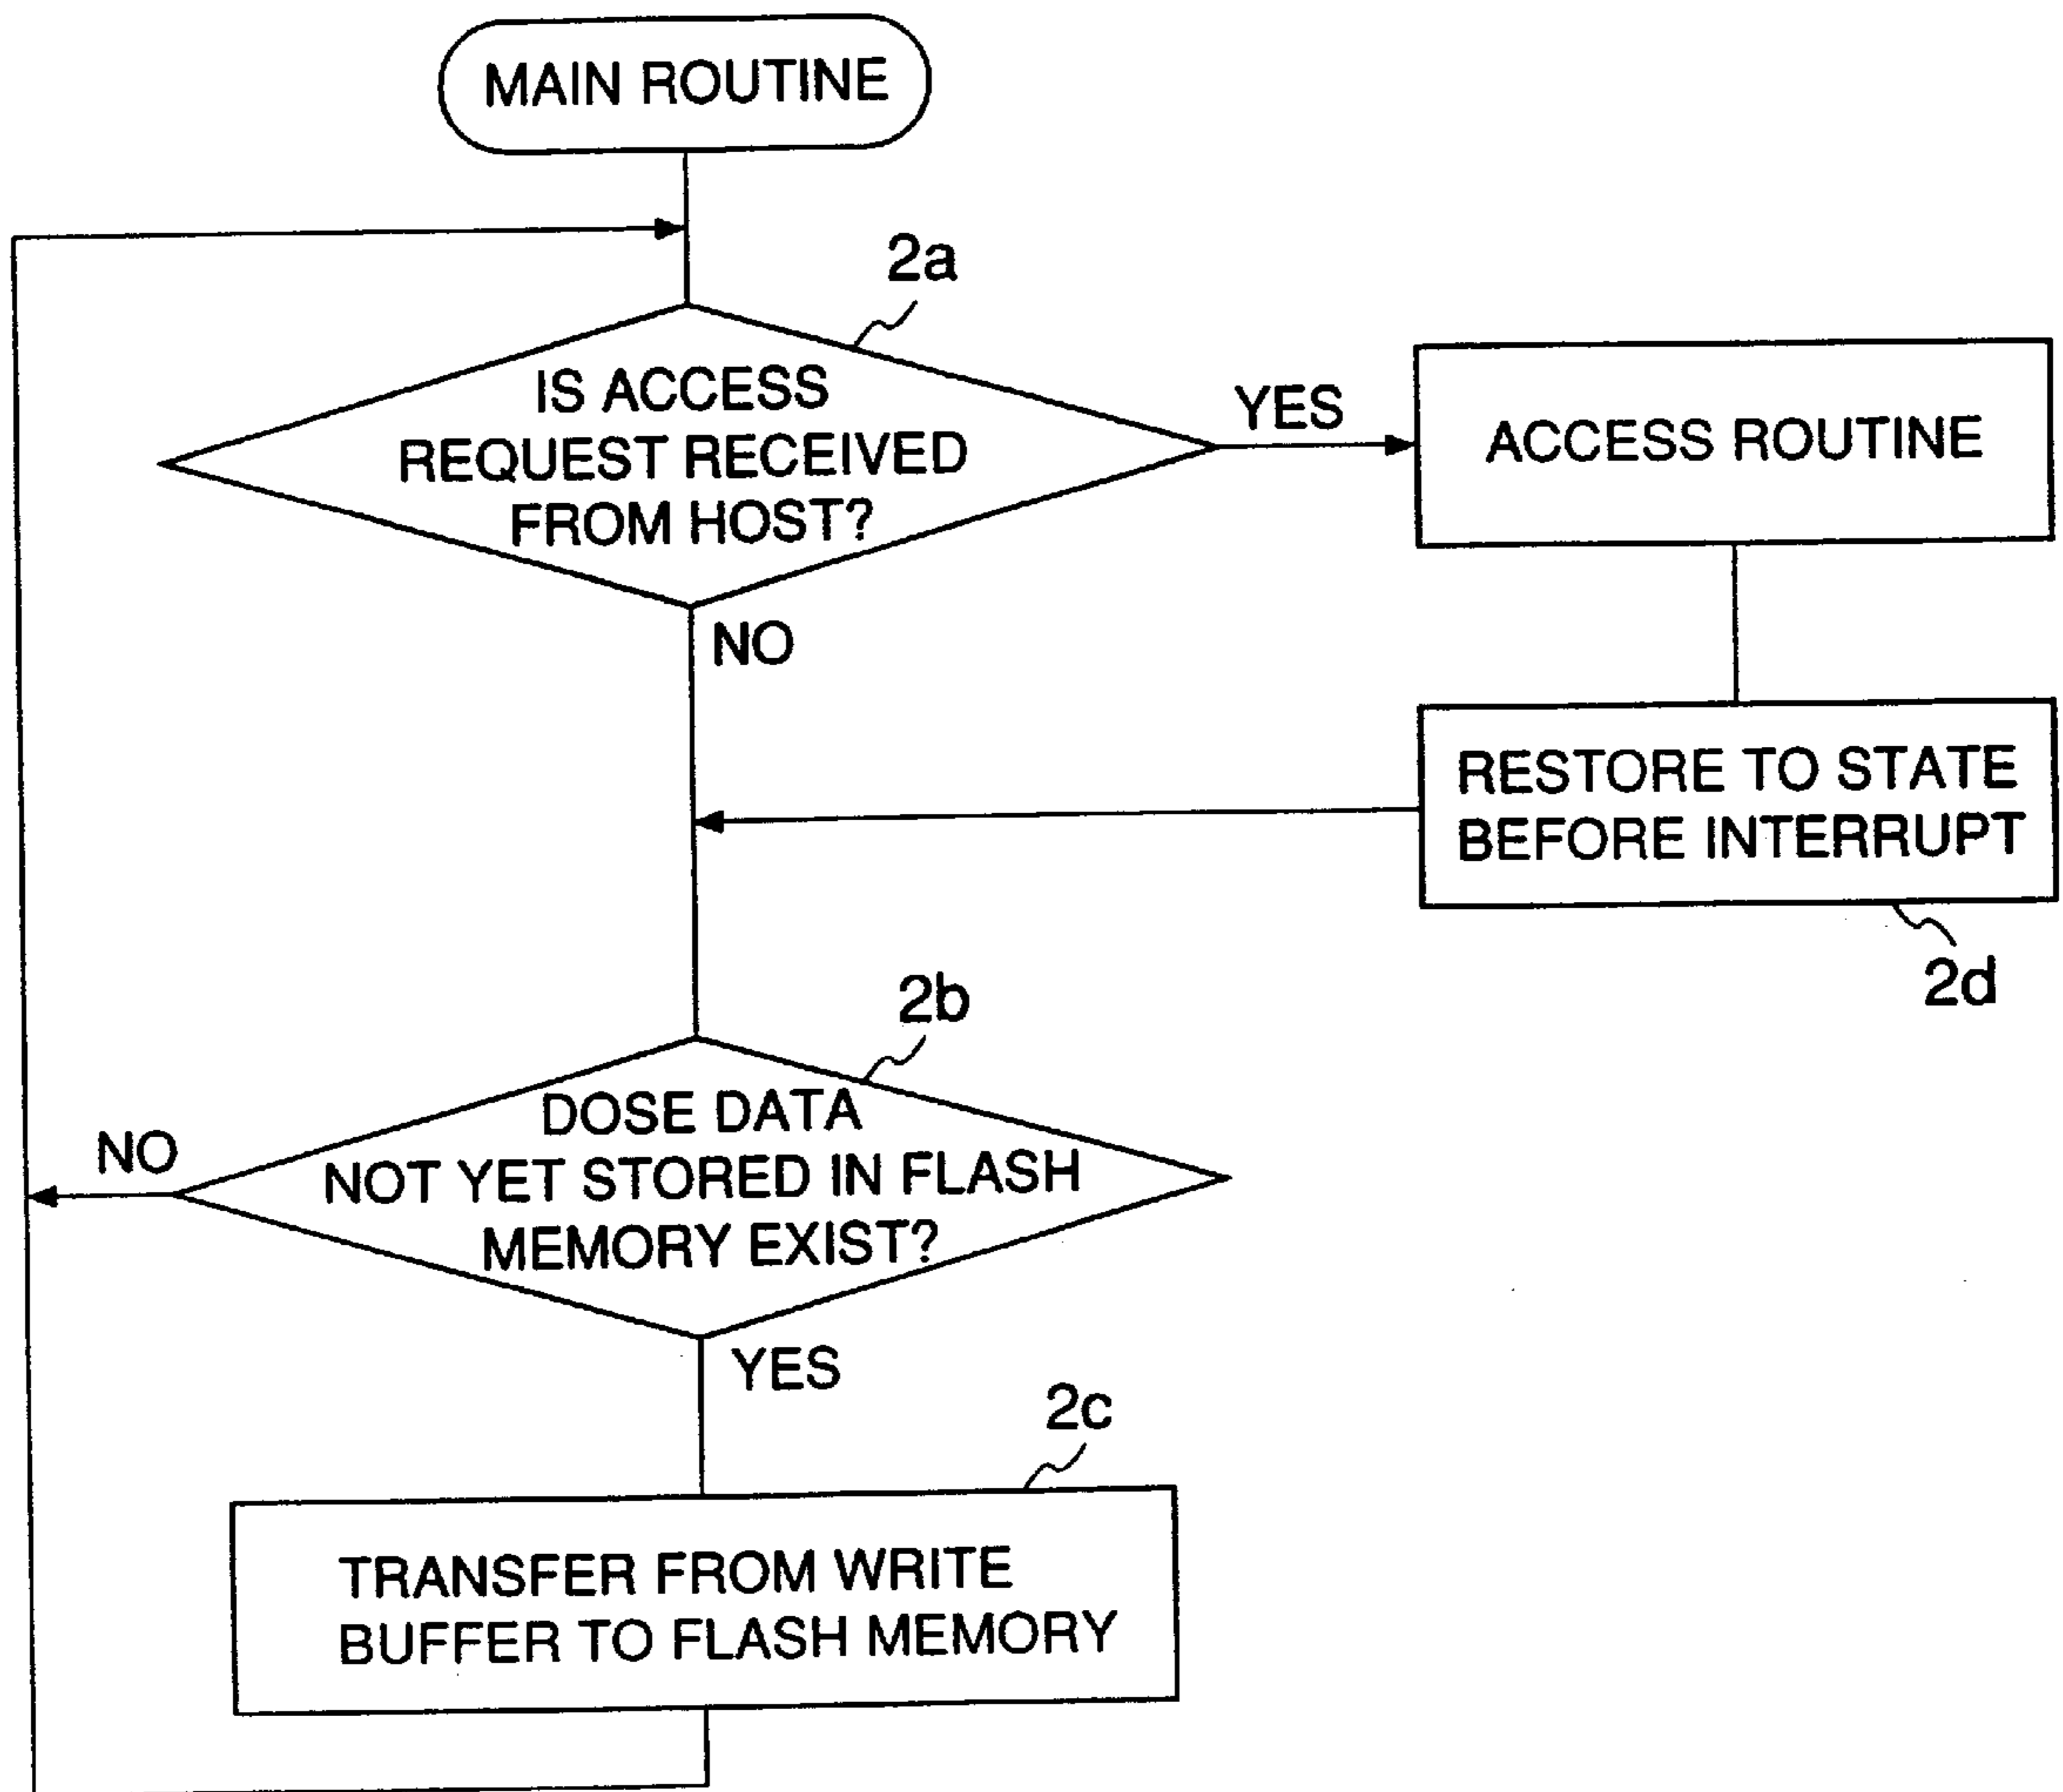 MAIN ROUTINE
2a
IS ACCESS
REQUEST RECEIVED
FROM HOST?
YES
ACCESS ROUTINE
NO
RESTORE TO STATE
BEFORE INTERRUPT
2d
2b
DOSE DATA
NOT YET STORED IN FLASH
MEMORY EXIST?
NO
YES
2c
TRANSFER FROM WRITE
BUFFER TO FLASH MEMORY